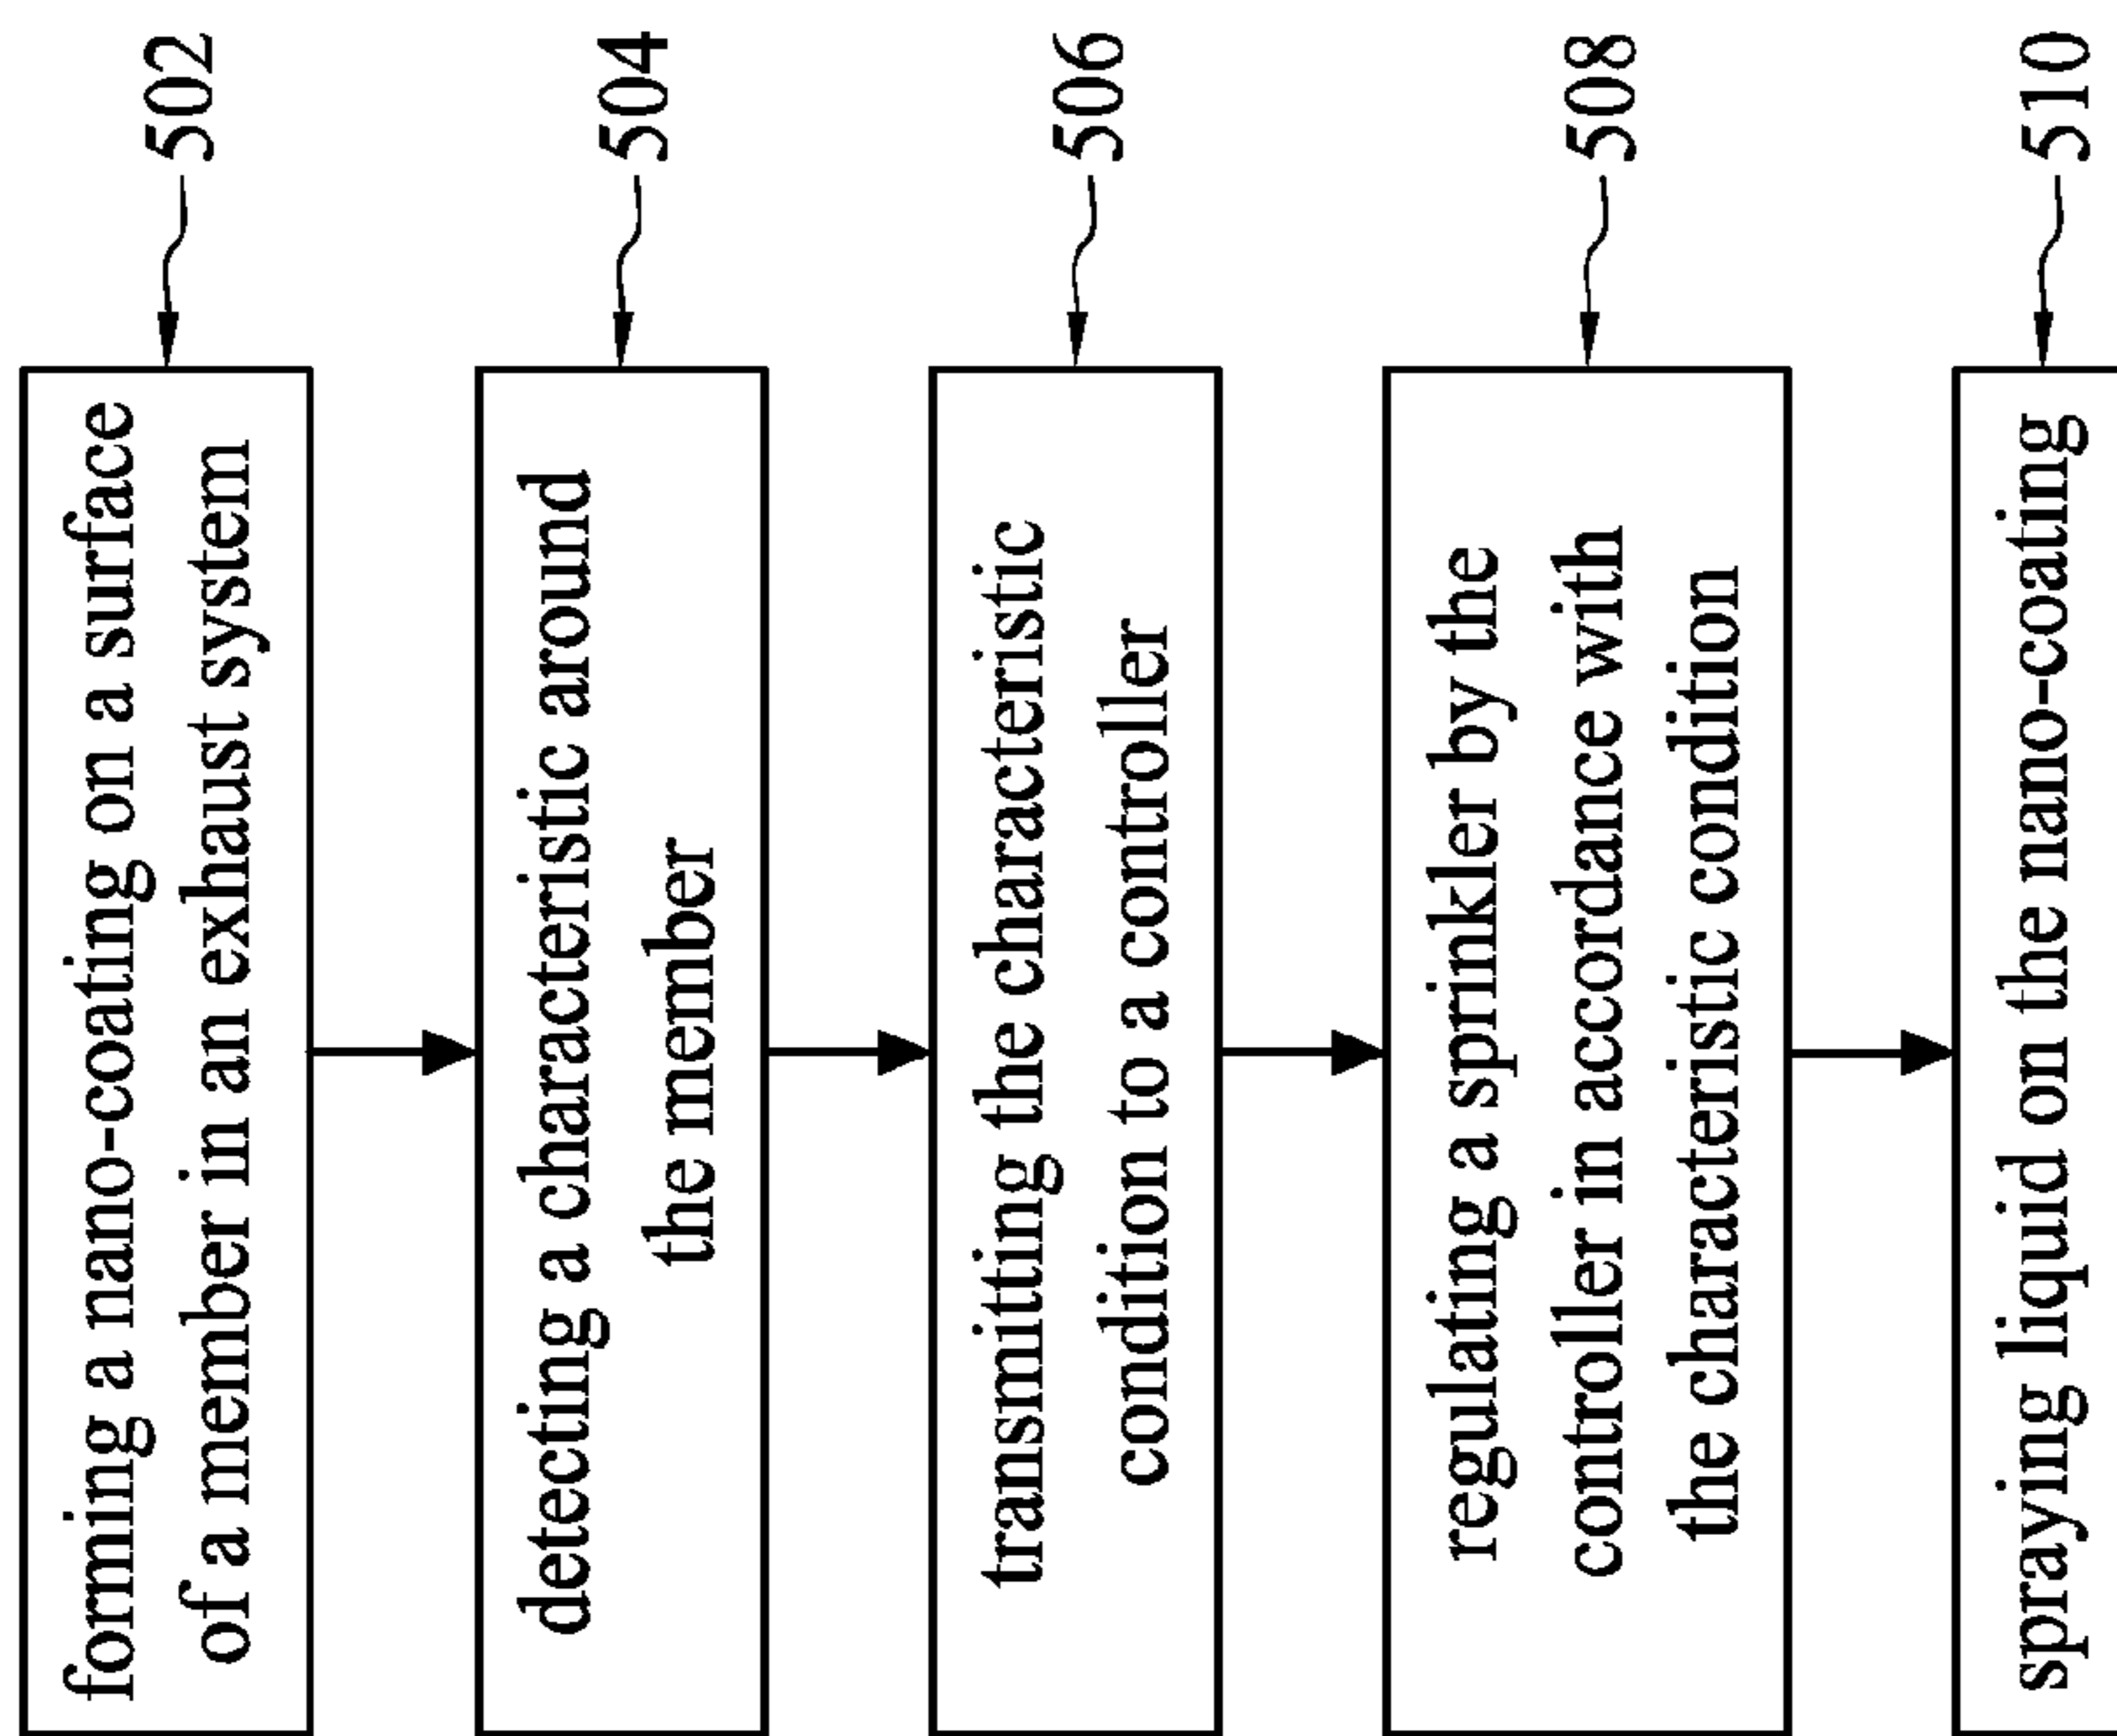 forming a nano-coating on a surface
of a member in an exhaust system
502
detecting a characteristic around
the member
504
transmitting the characteristic
condition to a controller
506
regulating a sprinkler by the
controller in accordance with
the characteristic condition
508
spraying liquid on the nano-coating
510